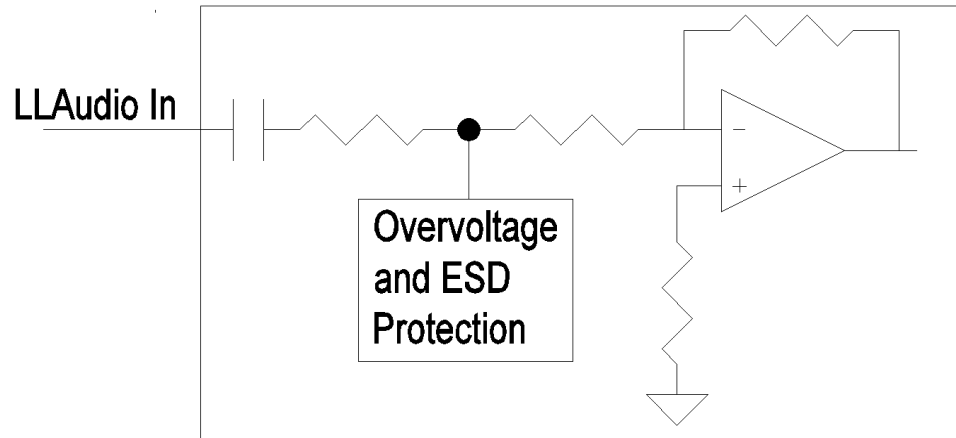 LLAudio In
−
+
Overvoltage
and ESD
Protection